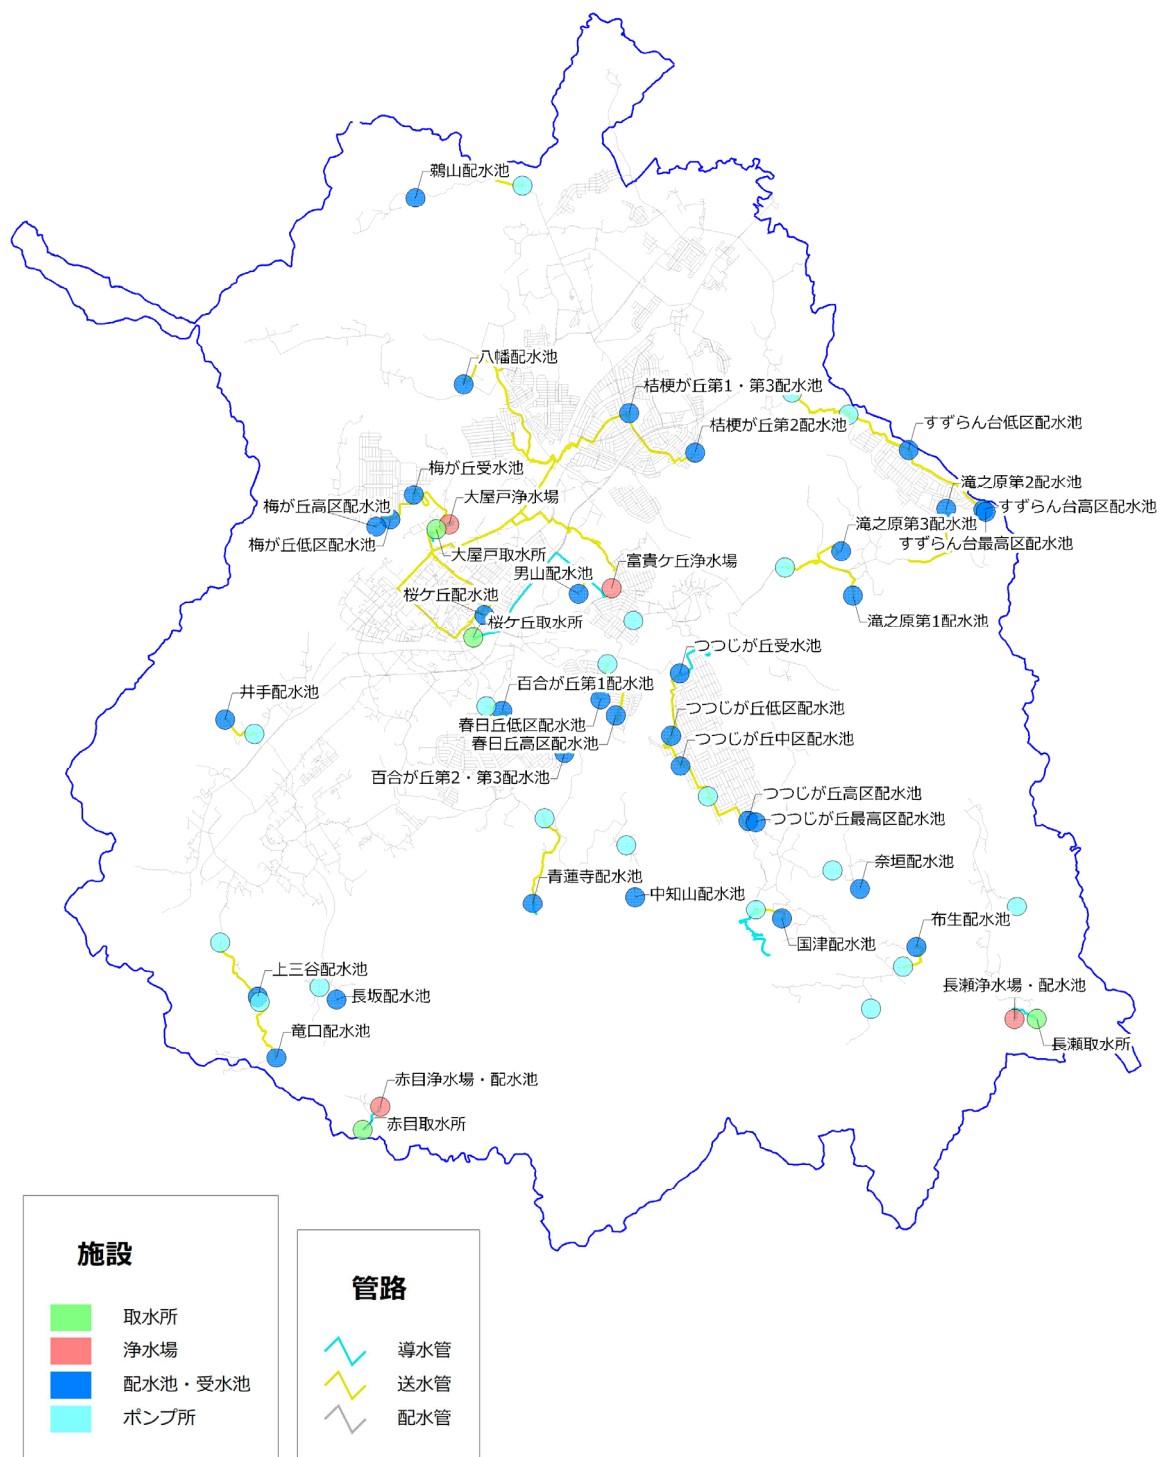 鵜山配水池
八幡配水池
桔梗が丘第1・第3配水池
桔梗が丘第2配水池
すずらん台低区配水池
梅が丘受水池
滝之原第2配水池
梅が丘高区配水池
大屋戸浄水場
すずらん台高区配水池
滝之原第3配水池
梅が丘低区配水池
すずらん台最高区配水池
大屋戸取水所
富貴ケ丘浄水場
男山配水池
桜ケ丘配水池
桜ケ丘取水所
滝之原第1配水池
つつじが丘受水池
百合が丘第1配水池
井手配水池
つつじが丘低区配水池
春日丘低区配水池
春日丘高区配水池
つつじが丘中区配水池
百合が丘第2・第3配水池
つつじが丘高区配水池
つつじが丘最高区配水池
奈垣配水池
青蓮寺配水池
中知山配水池
布生配水池
国津配水池
上三谷配水池
長瀬浄水場・配水池
長坂配水池
竜口配水池
長瀬取水所
赤目浄水場・配水池
赤目取水所
施設
取水所
浄水場
配水池・受水池
ポンプ所
管路
導水管
送水管
配水管